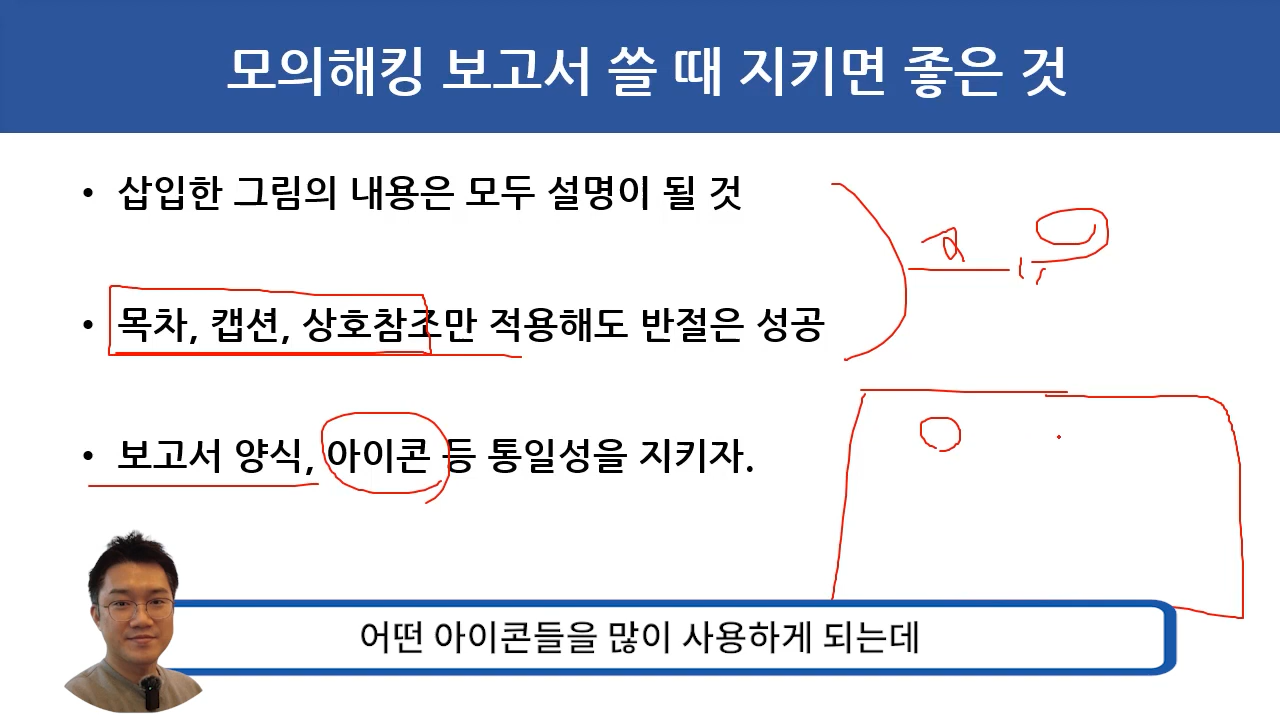 모의해킹 보고서 쓸 때 지키면 좋은 것
• 삽입한 그림의 내용은 모두 설명이 될 것
• 목차, 캡션, 상호참조만 적용해도 반절은 성공
• 보고서 양식, 아이콘 등 통일성을 지키자.
어떤 아이콘들을 많이 사용하게 되는데